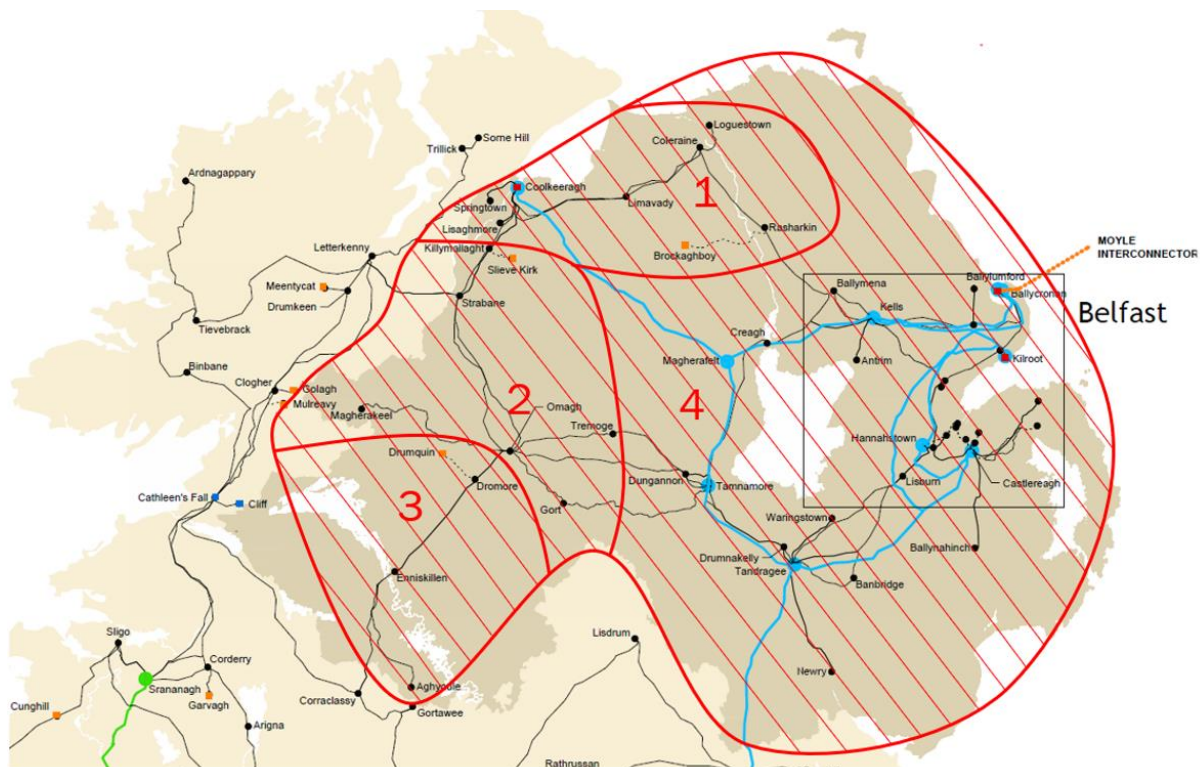 Loguestown
Some Hill
Coleraine
Trillick
Ardnagappary
1
Coolkeeragh
Springtown
Limavady
Lisaghmore
Rasharkin
Killymallaght
Brockaghboy
MOYLE
INTERCONNECTOR
Letterkenny
Slieve Kirk
Ballylumford
Meentycat
Ballymena
Ballycronan
Strabane
Drumkeen
Kells
Belfast
Tievebrack
Creagh
Magherafelt
Antrim
Kilroot
Binbane
Clogher
Golagh
Mulreavy
2
4
Magherakeel
Omagh
Tremoge
Hannahstown
Drumquin
Dungannon
Lisburn
Castlereagh
3
Dromore
Tamnamore
Cathleen's Fall
Cliff
Gort
Waringstown
Drumnakelly
Ballynahinch
Tandragee
Enniskillen
Banbridge
Sligo
Lisdrum
Corderry
Newry
Srananagh
Aghyoule
Corraclassy
Garvagh
Gortawee
Cunghill
Arigna
Rathrussan